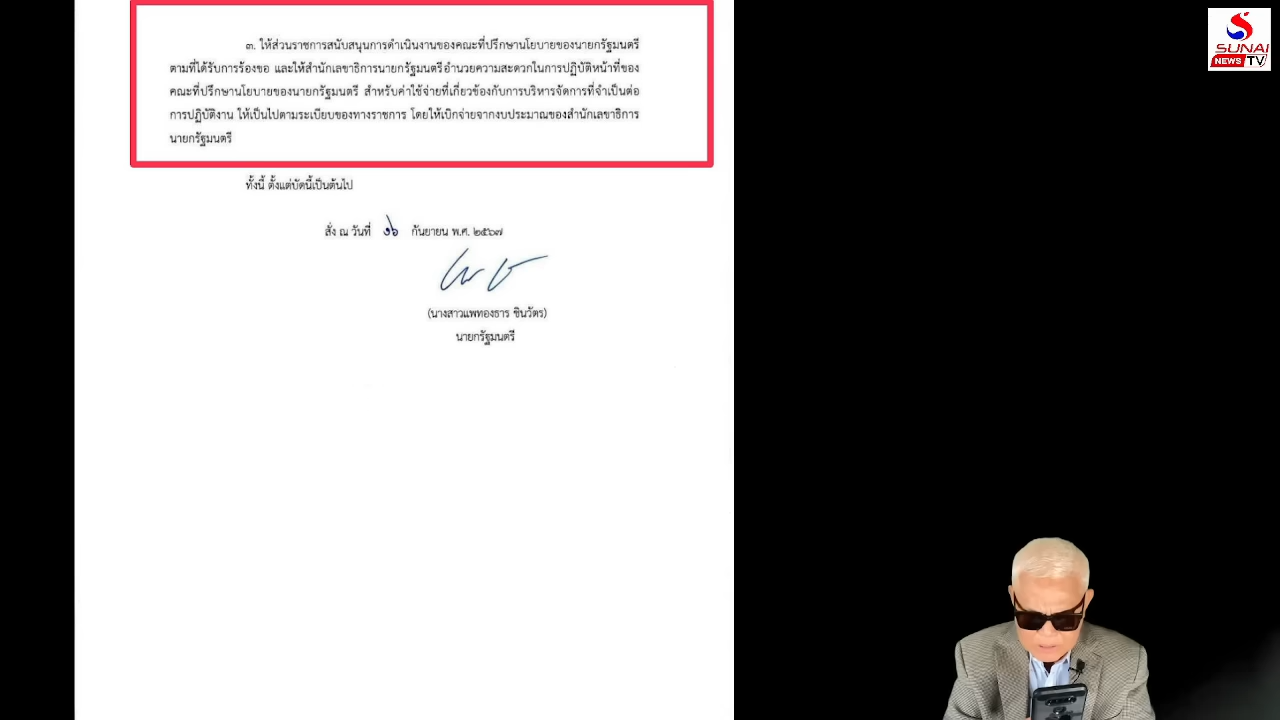 ๓. ให้ส่วนราชการสนับสนุนการดำเนินงานของคณะที่ปรึกษานโยบายของนายกรัฐมนตรี
ตามที่ได้รับการร้องขอ และให้สำนักเลขาธิการนายกรัฐมนตรีอำนวยความสะดวกในการปฏิบัติหน้าที่ของ
คณะที่ปรึกษานโยบายของนายกรัฐมนตรี สำหรับค่าใช้จ่ายที่เกี่ยวข้องกับการบริหารจัดการที่จำเป็นต่อ
การปฏิบัติงาน ให้เป็นไปตามระเบียบของทางราชการ โดยให้เบิกจ่ายจากงบประมาณของสำนักเลขาธิการ
นายกรัฐมนตรี
ทั้งนี้ ตั้งแต่บัดนี้เป็นต้นไป
สั่ง ณ วันที่ ๑๖ กันยายน พ.ศ. ๒๕๖๗
(นางสาวแพทองธาร ชินวัตร)
นายกรัฐมนตรี
SUNAI
NEWS TV